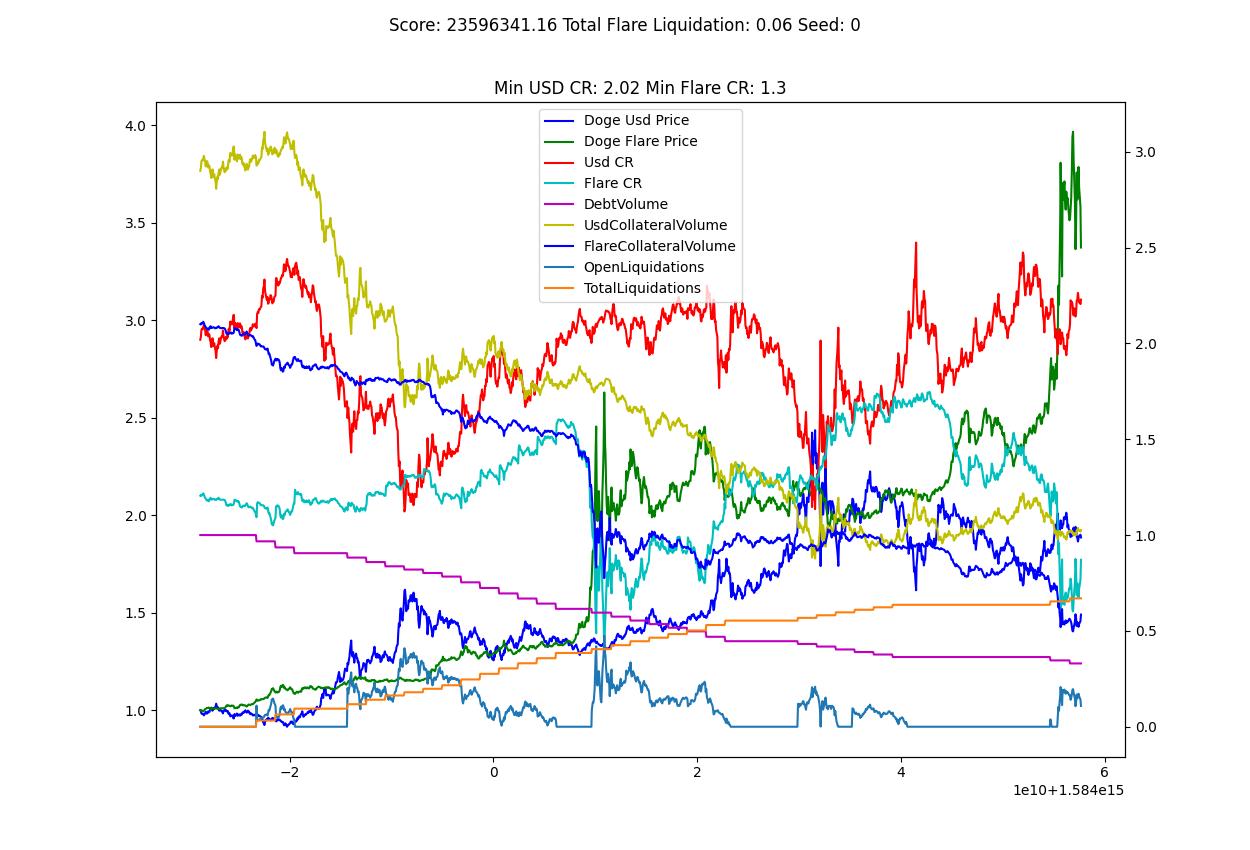 Score: 23596341.16 Total Flare Liquidation: 0.06 Seed: 0
Min USD CR: 2.02 Min Flare CR: 1.3
Doge Usd Price
Doge Flare Price
Usd CR
Flare CR
DebtVolume
UsdCollateralVolume
FlareCollateralVolume
OpenLiquidations
TotalLiquidations
4.0
3.5
3.0
2.5
2.0
1.5
1.0
3.0
2.5
2.0
1.5
1.0
0.5
0.0
−2
0
2
4
6
1e10+1.584e15